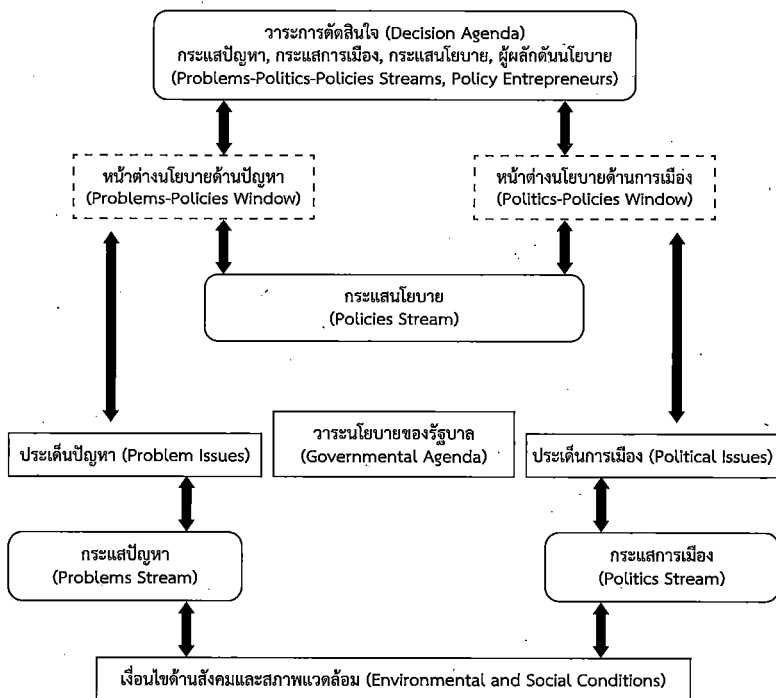 วาระการตัดสินใจ (Decision Agenda)
กระแสปัญหา, กระแสการเมือง, กระแสนโยบาย, ผู้ผลักดันนโยบาย
(Problems-Politics-Policies Streams, Policy Entrepreneurs)
หน้าต่างนโยบายด้านปัญหา
(Problems-Policies Window)
หน้าต่างนโยบายด้านการเมือง
(Politics-Policies Window)
กระแสนโยบาย
(Policies Stream)
ประเด็นปัญหา (Problem Issues)
วาระนโยบายของรัฐบาล
(Governmental Agenda)
ประเด็นการเมือง (Political Issues)
กระแสปัญหา
(Problems Stream)
กระแสการเมือง
(Politics Stream)
เงื่อนไขด้านสังคมและสภาพแวดล้อม (Environmental and Social Conditions)